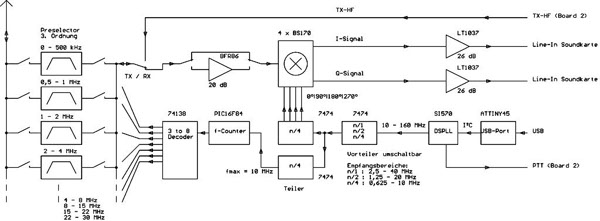 Preselector
3. Ordnung
0 - 500 kHz
0,5 - 1 MHz
1 - 2 MHz
2 - 4 MHz
4 - 8 MHz
8 - 15 MHz
15 - 22 MHz
22 - 30 MHz
TX / RX
BFR86
20 dB
4 x BS170
TX-HF
TX-HF (Board 2)
I-Signal
LT1037
26 dB
Line-In Soundkarte
Q-Signal
LT1037
26 dB
Line-In Soundkarte
0°90°180°270°
74138
3 to 8
Decoder
PIC16F84
f-Counter
fmax = 10 MHz
7474
n/4
n/4
7474
Teiler
7474
n/1
n/2
n/4
10 - 160 MHz
Vorteiler umschaltbar
Empfangsbereiche:
n/1 : 2,5 - 40 MHz
n/2 : 1,25 - 20 MHz
n/4 : 0,625 - 10 MHz
SI570
DSPLL
I²C
ATTINY45
USB-Port
USB
PTT (Board 2)